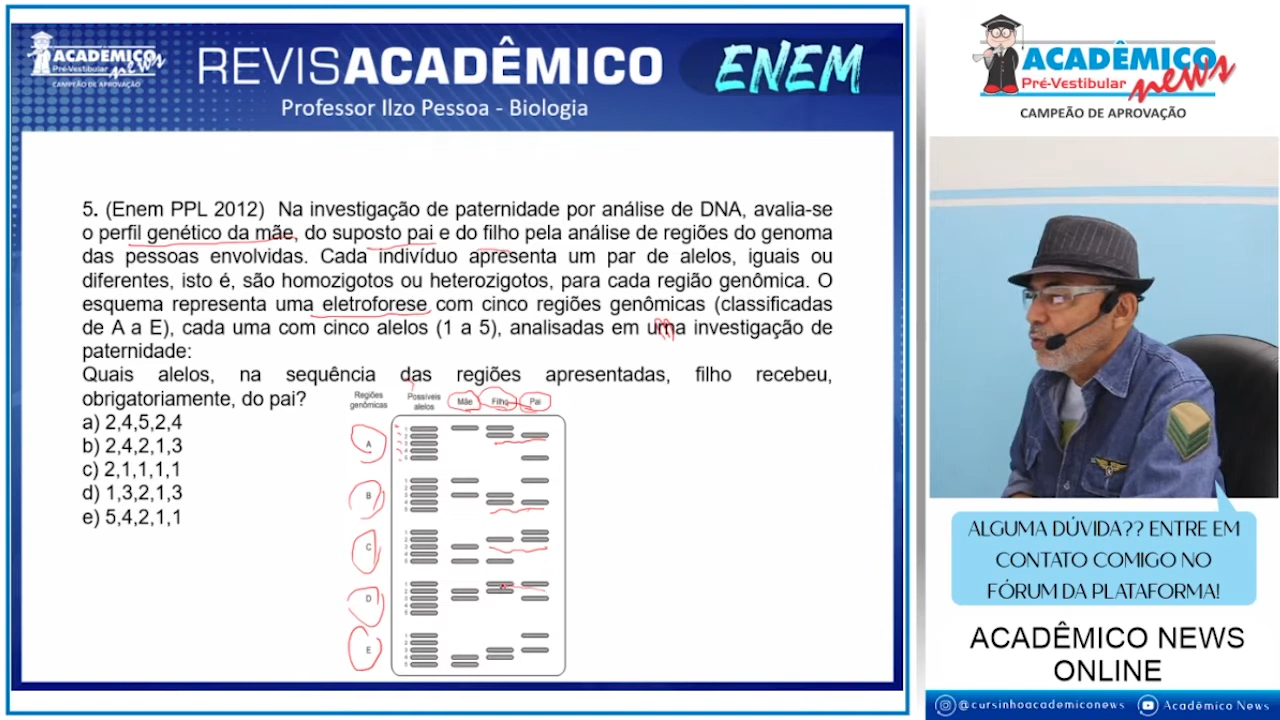 ACADÊMICO
Pré-Vestibular news
CAMPEÃO DE APROVAÇÃO
REVISACADÊMICO
ENEM
Professor Ilzo Pessoa - Biologia
5. (Enem PPL 2012) Na investigação de paternidade por análise de DNA, avalia-se
o perfil genético da mãe, do suposto pai e do filho pela análise de regiões do genoma
das pessoas envolvidas. Cada indivíduo apresenta um par de alelos, iguais ou
diferentes, isto é, são homozigotos ou heterozigotos, para cada região genômica. O
esquema representa uma eletroforese com cinco regiões genômicas (classificadas
de A a E), cada uma com cinco alelos (1 a 5), analisadas em uma investigação de
paternidade:
Quais alelos, na sequência das regiões apresentadas, filho recebeu,
obrigatoriamente, do pai?
a) 2,4,5,2,4
b) 2,4,2,1,3
c) 2,1,1,1,1
d) 1,3,2,1,3
e) 5,4,2,1,1
Regiões genômicas
Possíveis alelos
Mãe
Filho
Pai
A
B
C
D
E
ACADÊMICO
Pré-Vestibular news
CAMPEÃO DE APROVAÇÃO
ALGUMA DÚVIDA?? ENTRE EM
CONTATO COMIGO NO
FÓRUM DA PLATAFORMA!
ACADÊMICO NEWS
ONLINE
@cursinhoacademiconews
Acadêmico News